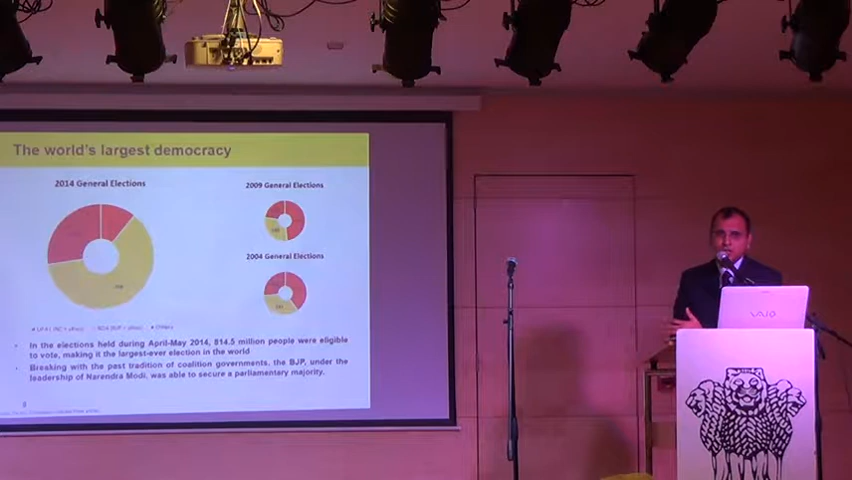 The world's largest democracy
2014 General Elections
2009 General Elections
2004 General Elections
In the elections held during April-May 2014, 814.5 million people were eligible
to vote, making it the largest-ever election in the world
Breaking with the past tradition of coalition governments, the BJP, under the
leadership of Narendra Modi, was able to secure a parliamentary majority.
VAIO